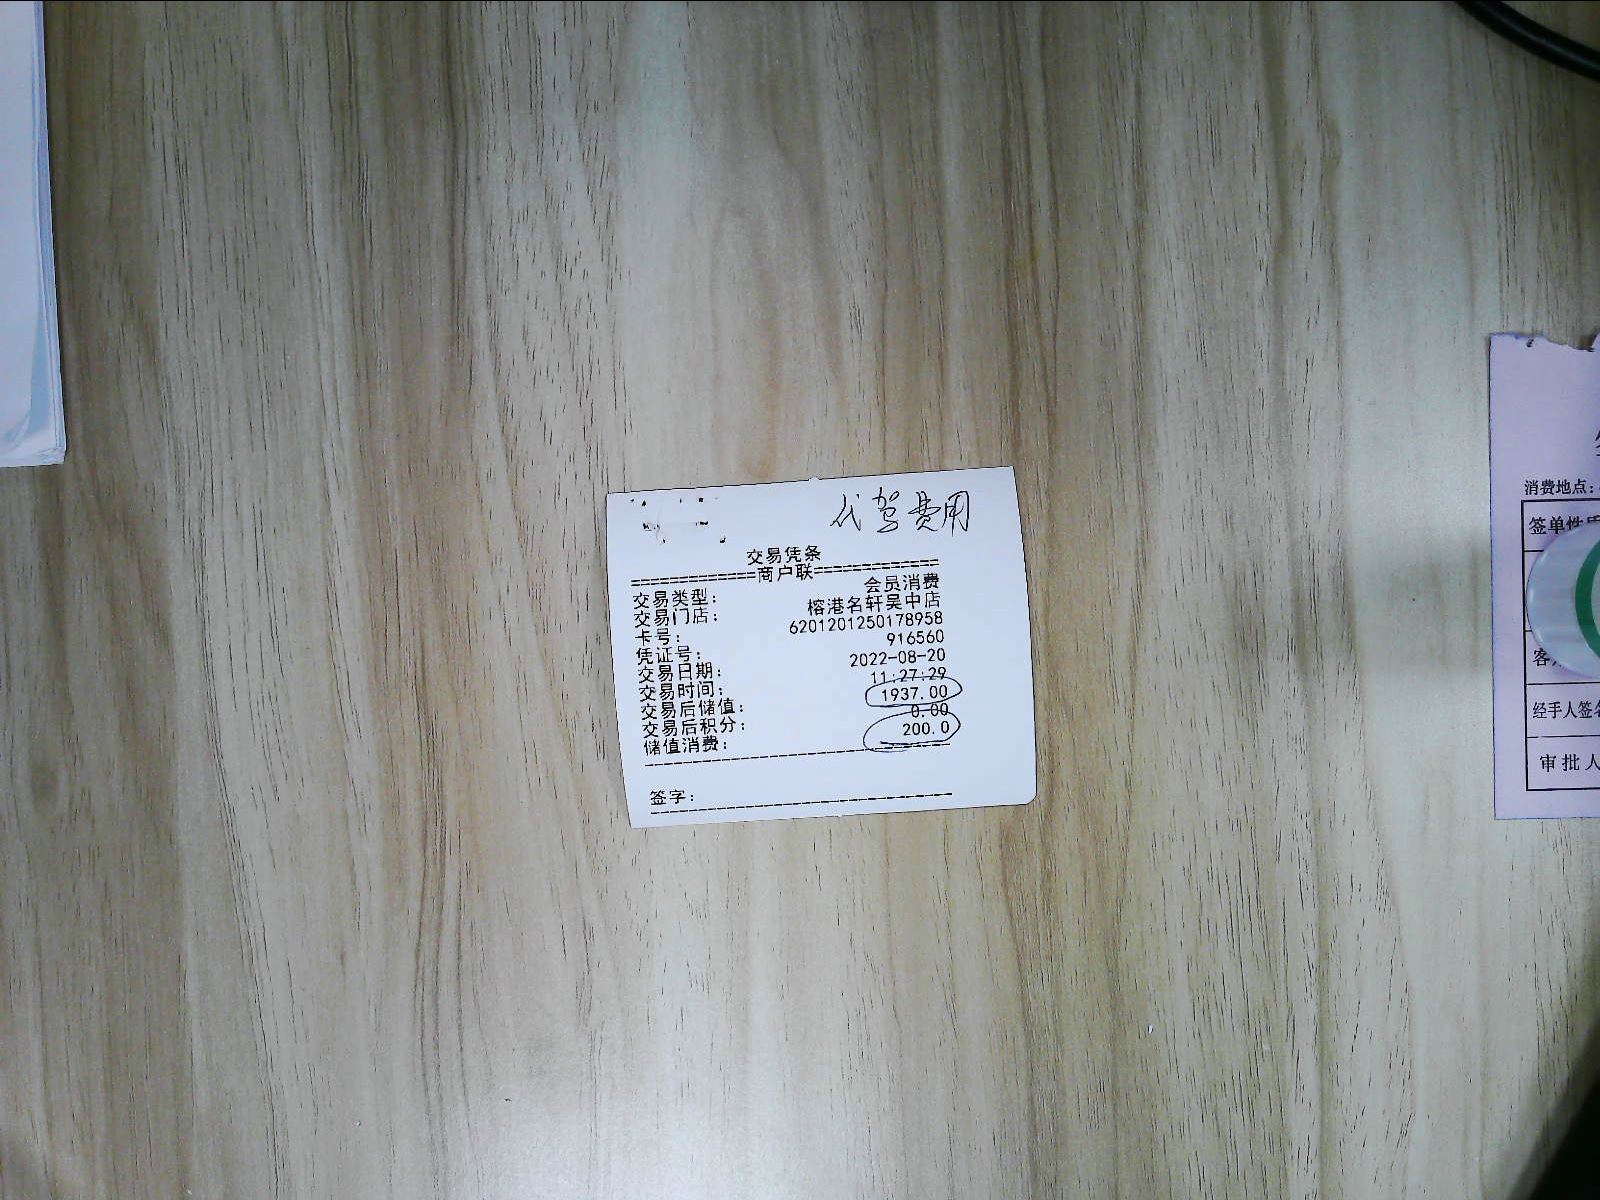 代驾费用
交易凭条
=============商户联=============
交易类型: 会员消费
交易门店: 榕港名轩吴中店
卡号: 6201201250178958
凭证号: 916560
交易日期: 2022-08-20
交易时间: 11:27:29
交易后储值: 1937.00
交易后积分: 0.00
储值消费: 200.0
签字:
消费地点:
签单性质
经手人签名
审批人